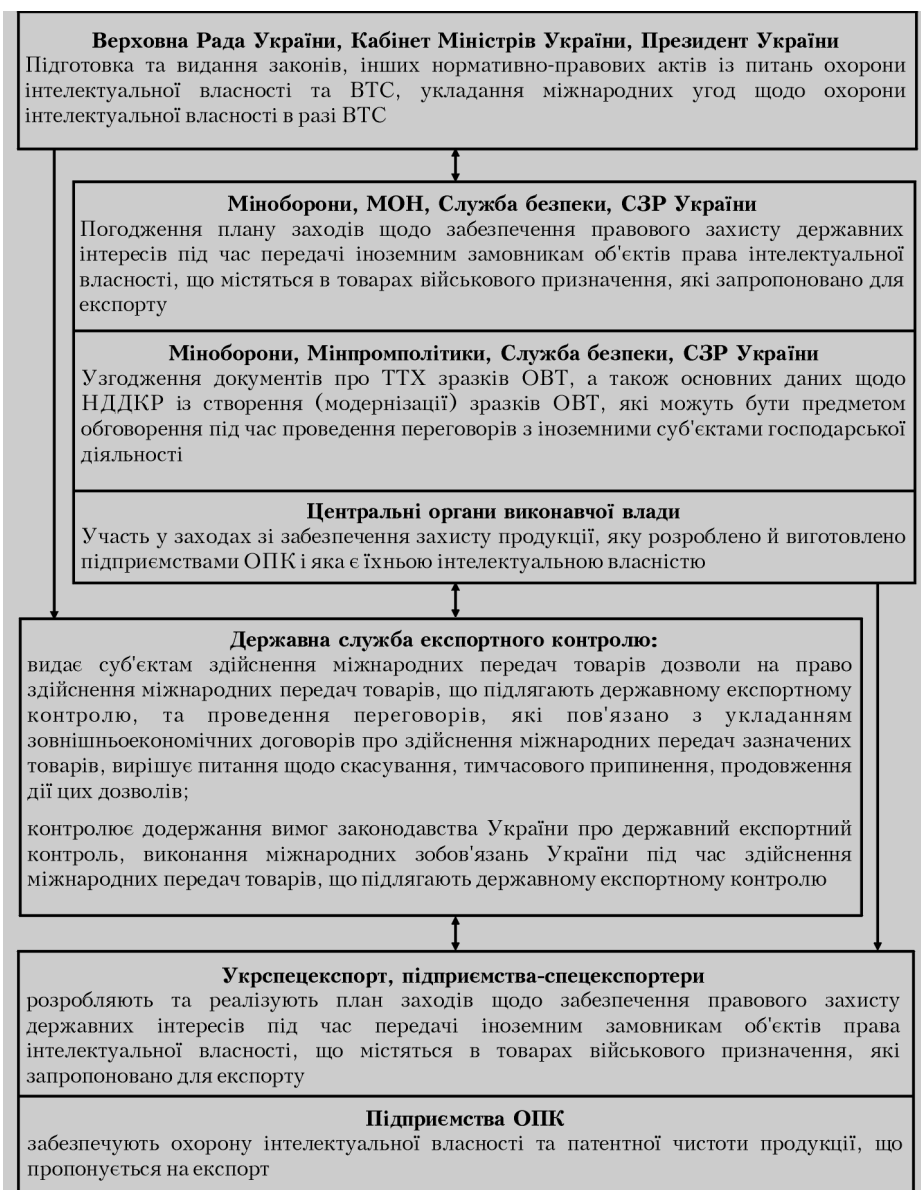 Верховна Рада України, Кабінет Міністрів України, Президент України
Підготовка та видання законів, інших нормативно-правових актів із питань охорони
інтелектуальної власності та ВТС, укладання міжнародних угод щодо охорони
інтелектуальної власності в разі ВТС
Міноборони, МОН, Служба безпеки, СЗР України
Погодження плану заходів щодо забезпечення правового захисту державних
інтересів під час передачі іноземним замовникам об'єктів права інтелектуальної
власності, що містяться в товарах військового призначення, які запропоновано для
експорту
Міноборони, Мінпромполітики, Служба безпеки, СЗР України
Узгодження документів про ТТХ зразків ОВТ, а також основних даних щодо
НДДКР із створення (модернізації) зразків ОВТ, які можуть бути предметом
обговорення під час проведення переговорів з іноземними суб'єктами господарської
діяльності
Центральні органи виконавчої влади
Участь у заходах зі забезпечення захисту продукції, яку розроблено й виготовлено
підприємствами ОПК і яка є їхньою інтелектуальною власністю
Державна служба експортного контролю:
видає суб'єктам здійснення міжнародних передач товарів дозволи на право
здійснення міжнародних передач товарів, що підлягають державному експортному
контролю, та проведення переговорів, які пов'язано з укладанням
зовнішньоекономічних договорів про здійснення міжнародних передач зазначених
товарів, вирішує питання щодо скасування, тимчасового припинення, продовження
дії цих дозволів;
контролює додержання вимог законодавства України про державний експортний
контроль, виконання міжнародних зобов'язань України під час здійснення
міжнародних передач товарів, що підлягають державному експортному контролю
Укрспецекспорт, підприємства-спецекспортери
розробляють та реалізують план заходів щодо забезпечення правового захисту
державних інтересів під час передачі іноземним замовникам об'єктів права
інтелектуальної власності, що містяться в товарах військового призначення, які
запропоновано для експорту
Підприємства ОПК
забезпечують охорону інтелектуальної власності та патентної чистоти продукції, що
пропонується на експорт